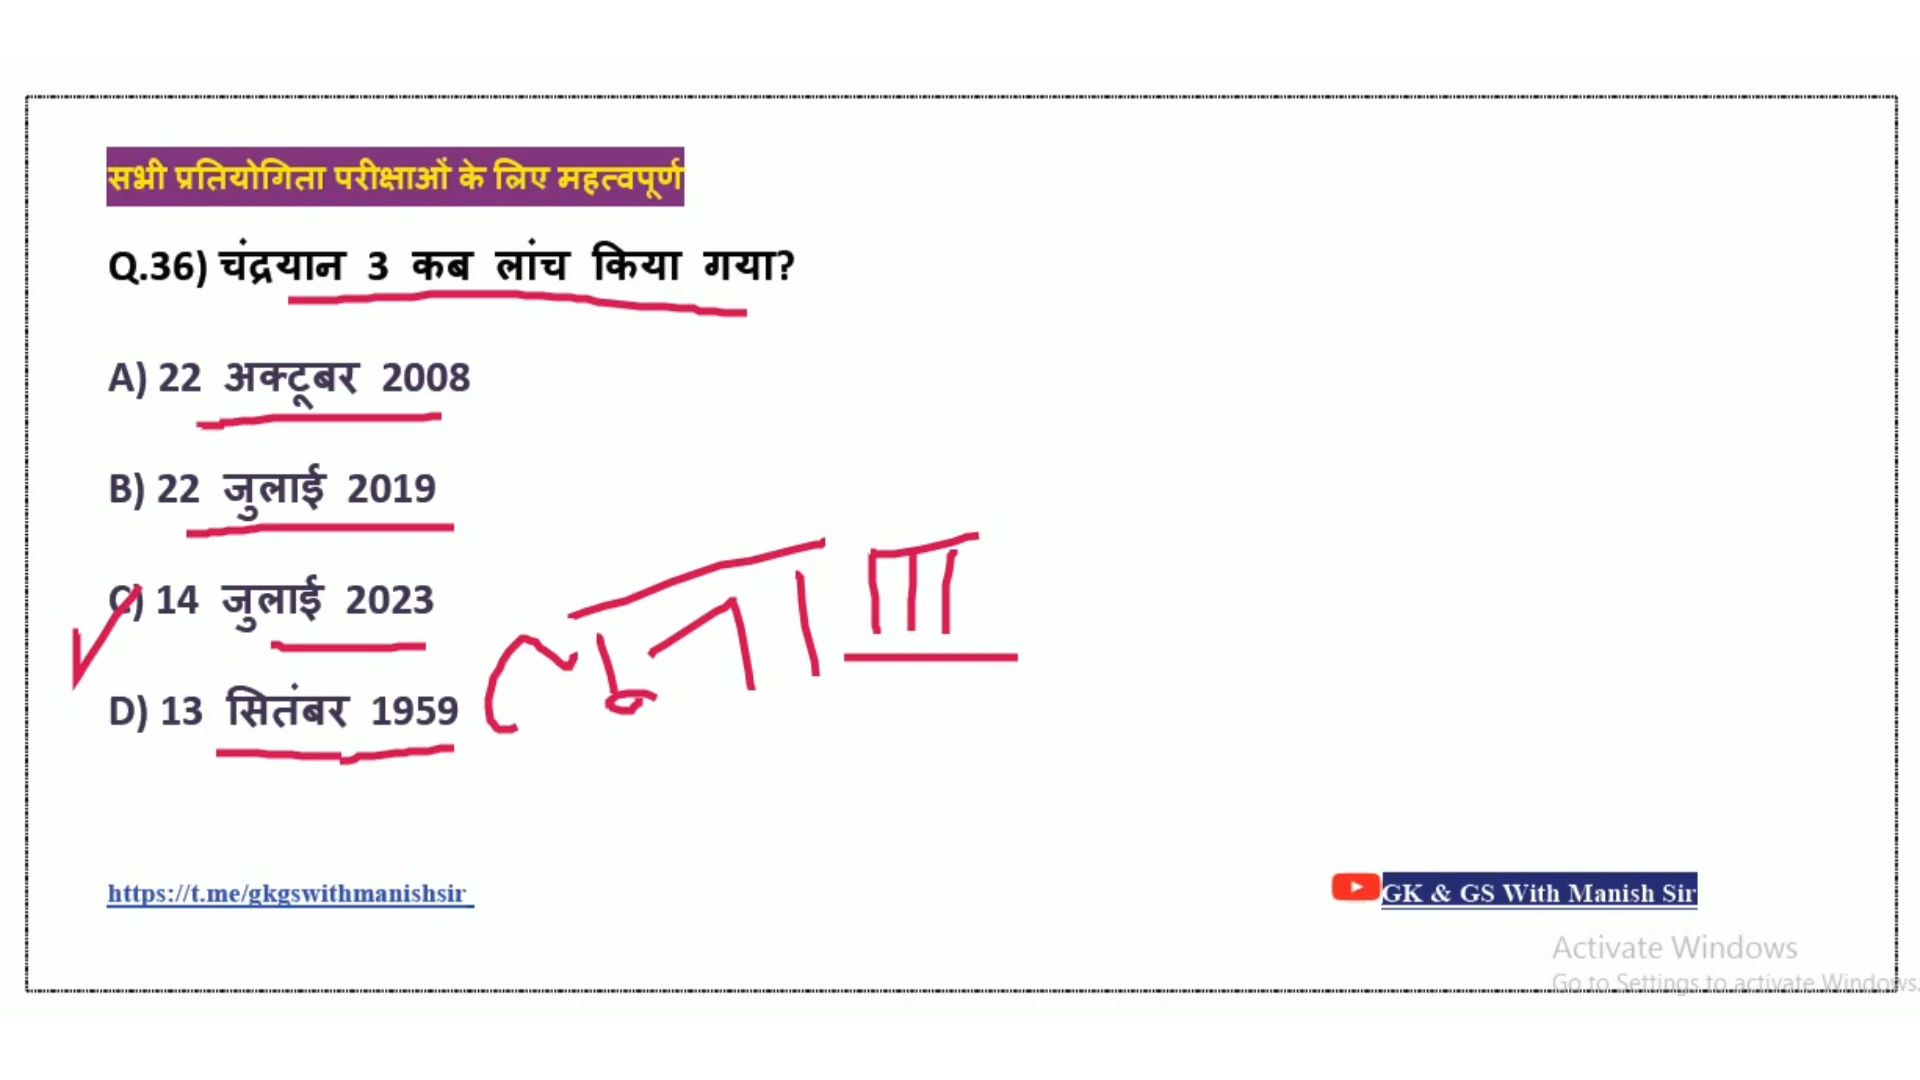 सभी प्रतियोगिता परीक्षाओं के लिए महत्वपूर्ण
Q.36) चंद्रयान 3 कब लांच किया गया?
A) 22 अक्टूबर 2008
B) 22 जुलाई 2019
C) 14 जुलाई 2023
D) 13 सितंबर 1959
https://t.me/gkgswithmanishsir
GK & GS With Manish Sir
Activate Windows
Go to Settings to activate Windows.